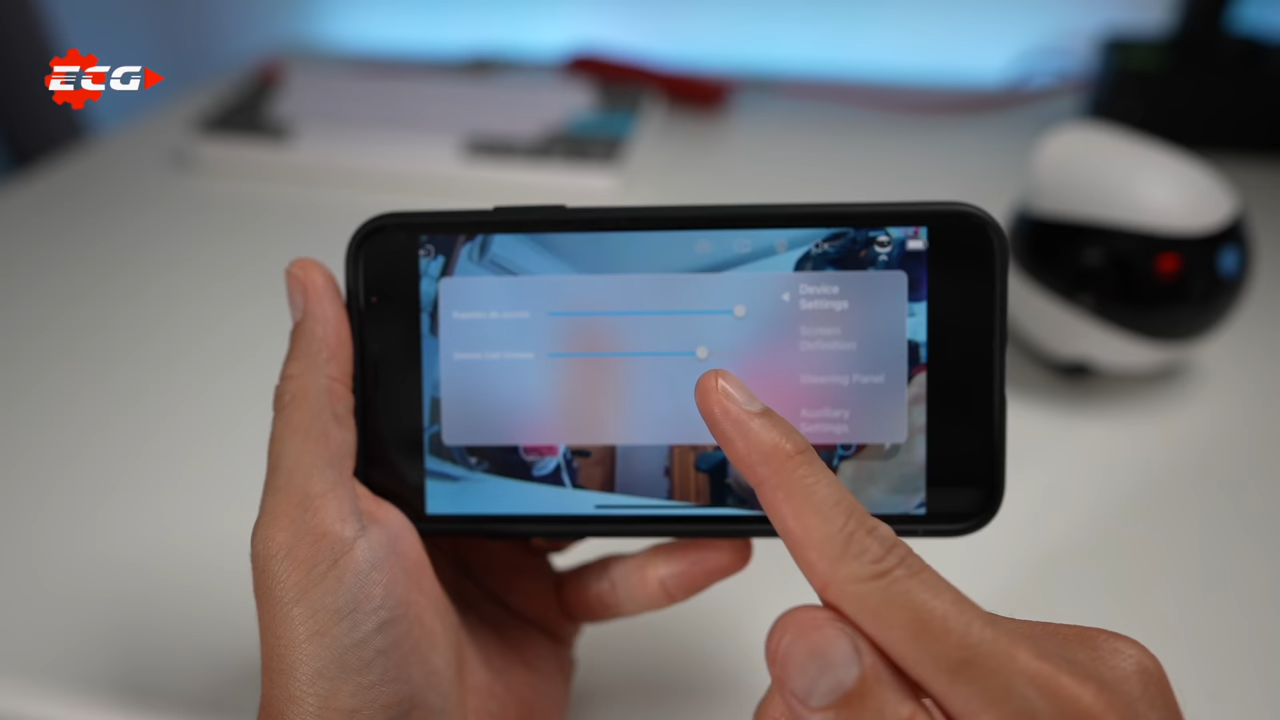 ECG
Device
Settings
Screen
Definition
Steering Panel
Auxiliary
Settings